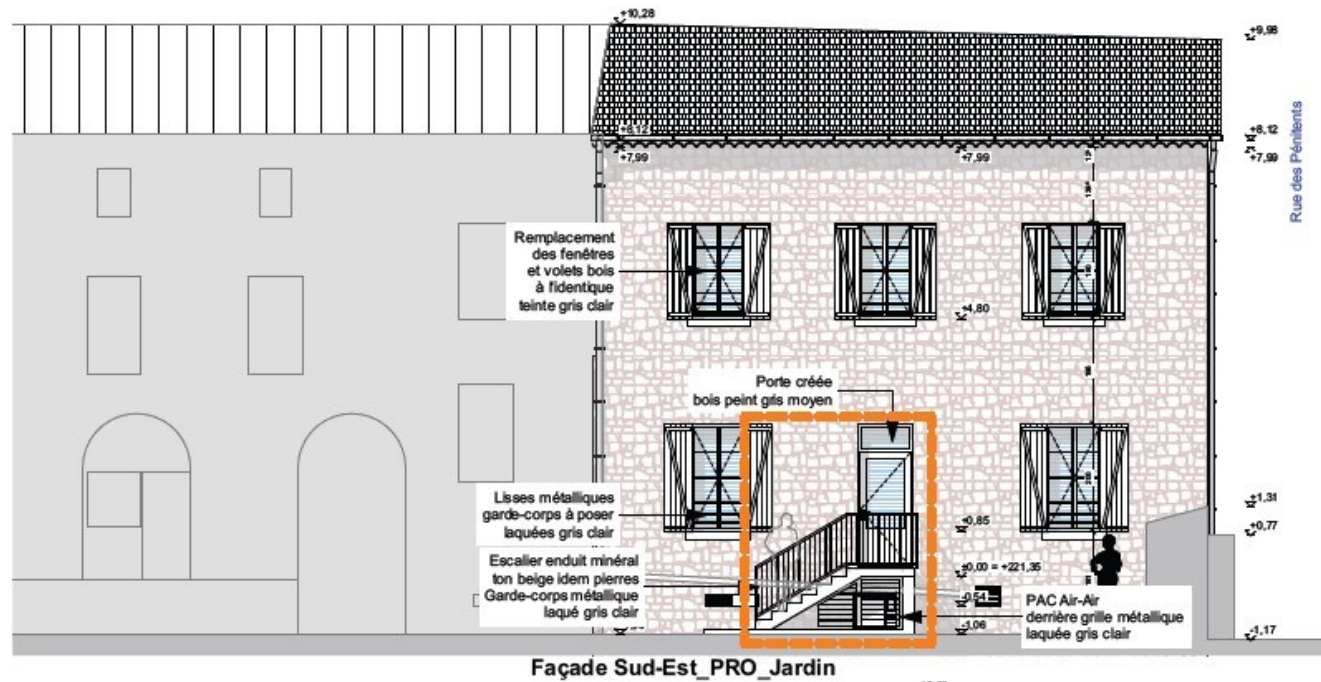 +10,28
+9,98
Rue des Pénitents
+8,12
+8,12
+7,99
+7,99
+7,99
Remplacement
des fenêtres
et volets bois
à l'identique
teinte gris clair
+4,80
Porte créée
bois peint gris moyen
Lisses métalliques
garde-corps à poser
laquées gris clair
+1,31
+0,85
+0,77
Escalier enduit minéral
ton beige idem pierres
Garde-corps métallique
laqué gris clair
±0,00 = +221,35
-0,54
-1,06
PAC Air-Air
derrière grille métallique
laquée gris clair
-1,17
Façade Sud-Est_PRO_Jardin